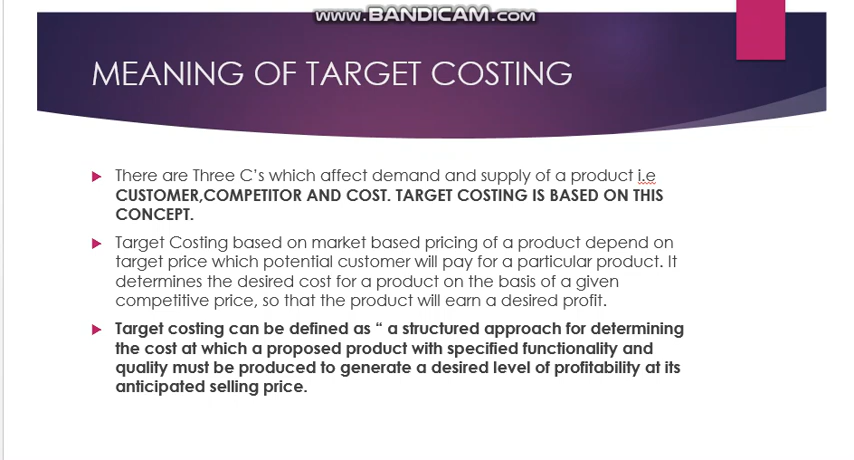 WWW.BANDICAM.COM
MEANING OF TARGET COSTING
There are Three C's which affect demand and supply of a product i.e
CUSTOMER,COMPETITOR AND COST. TARGET COSTING IS BASED ON THIS
CONCEPT.
Target Costing based on market based pricing of a product depend on
target price which potential customer will pay for a particular product. It
determines the desired cost for a product on the basis of a given
competitive price, so that the product will earn a desired profit.
Target costing can be defined as “ a structured approach for determining
the cost at which a proposed product with specified functionality and
quality must be produced to generate a desired level of profitability at its
anticipated selling price.